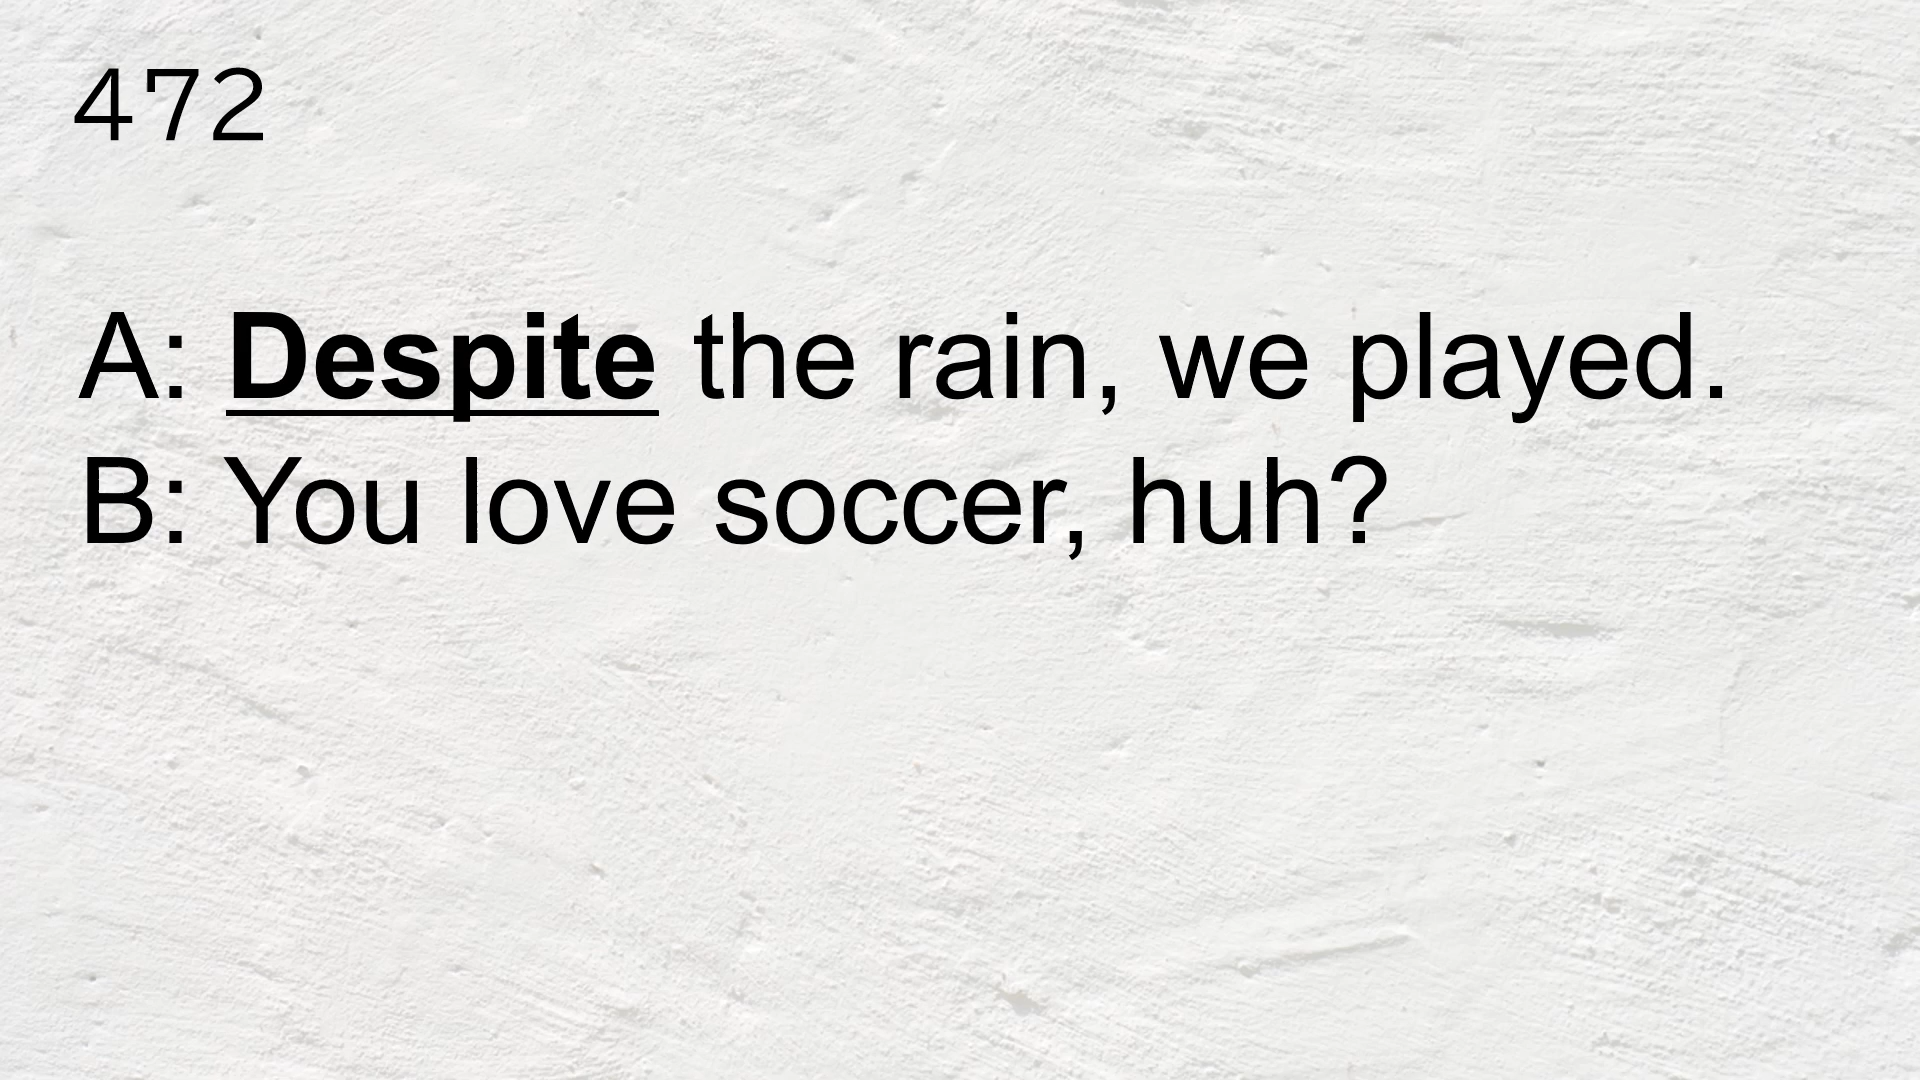 472
A: Despite the rain, we played.
B: You love soccer, huh?